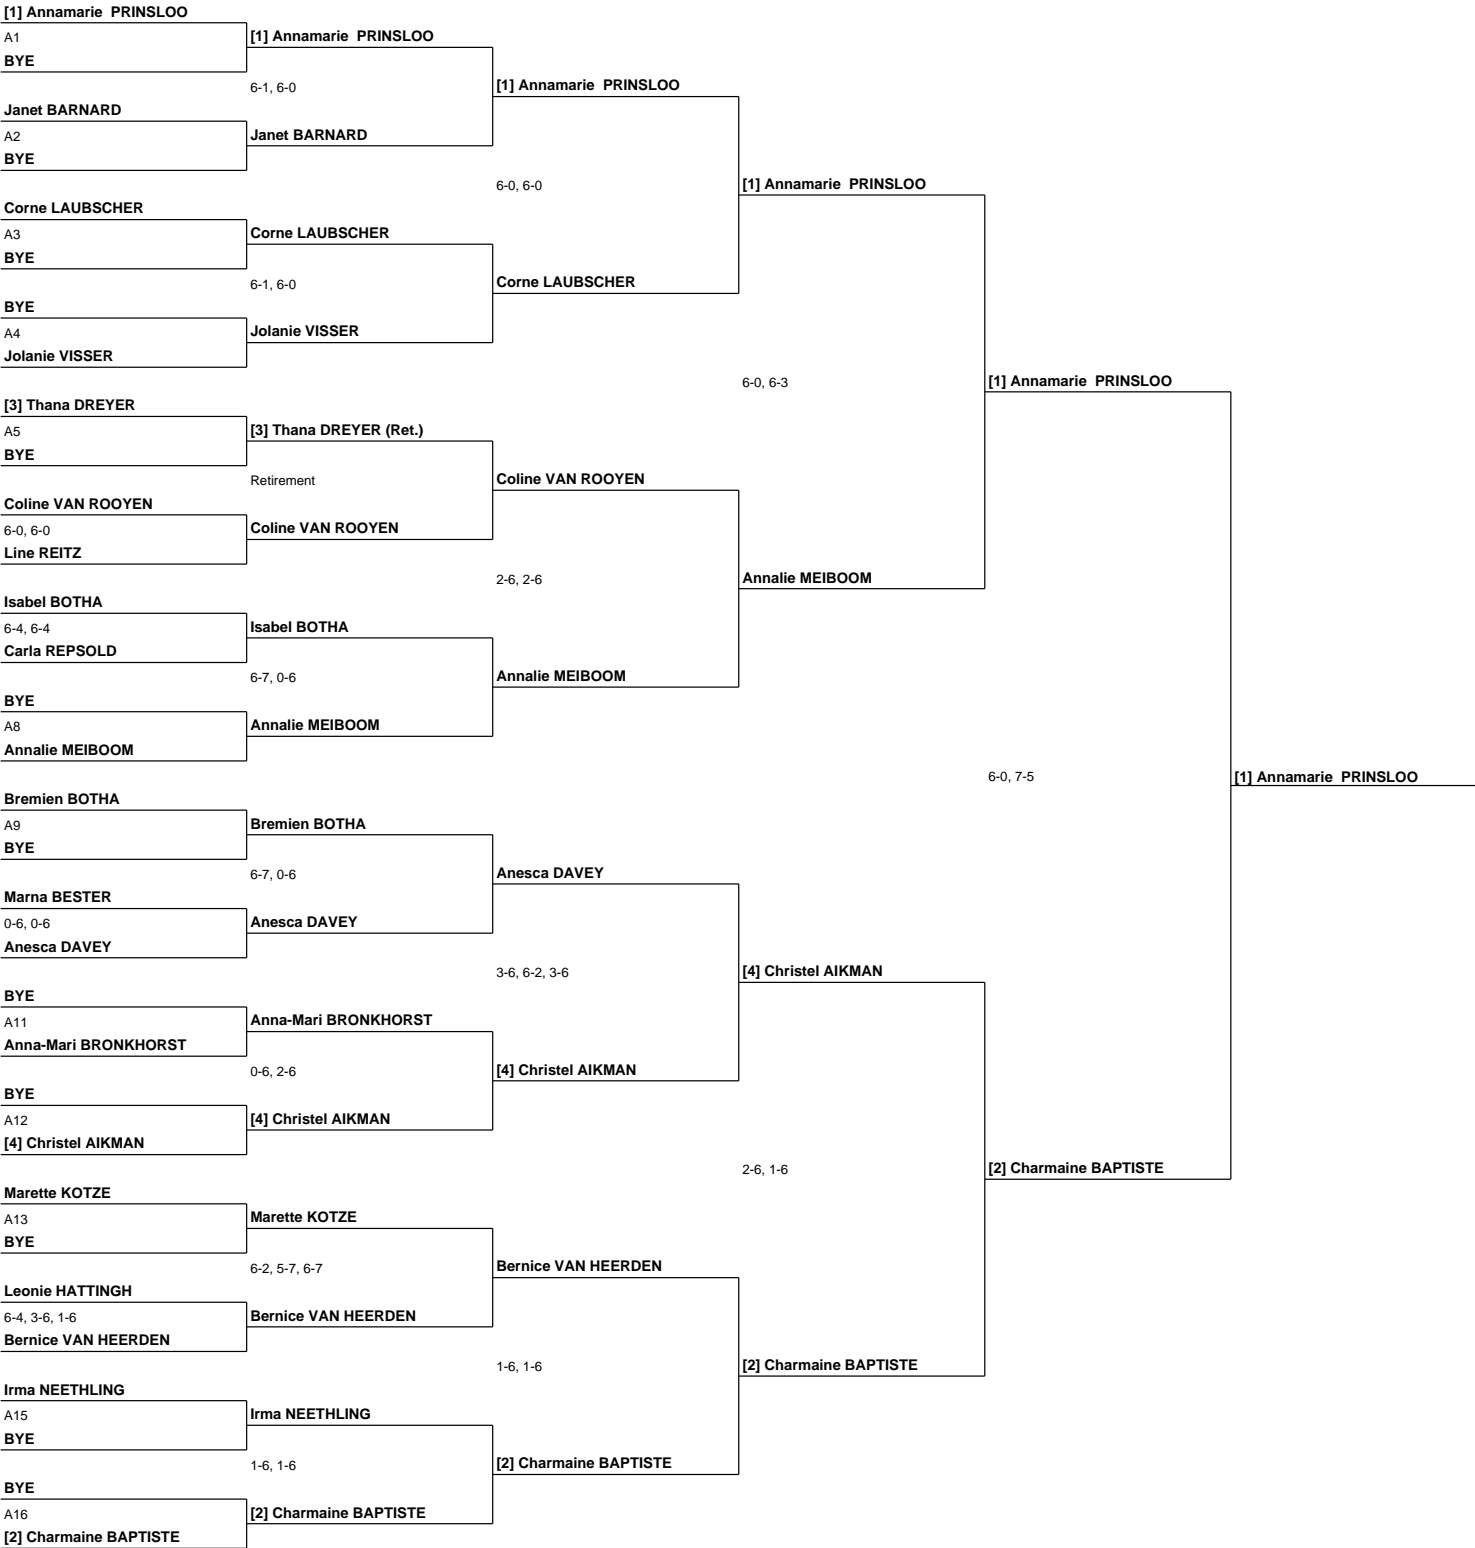 [1] Annamarie  PRINSLOO
A1
BYE
Janet BARNARD
A2
BYE
Corne LAUBSCHER
A3
BYE
BYE
A4
Jolanie VISSER
[3] Thana DREYER
A5
BYE
Coline VAN ROOYEN
6-0, 6-0
Line REITZ
Isabel BOTHA
6-4, 6-4
Carla REPSOLD
BYE
A8
Annalie MEIBOOM
Bremien BOTHA
A9
BYE
Marna BESTER
0-6, 0-6
Anesca DAVEY
BYE
A11
Anna-Mari BRONKHORST
BYE
A12
[4] Christel AIKMAN
Marette KOTZE
A13
BYE
Leonie HATTINGH
6-4, 3-6, 1-6
Bernice VAN HEERDEN
Irma NEETHLING
A15
BYE
BYE
A16
[2] Charmaine BAPTISTE
[1] Annamarie  PRINSLOO
6-1, 6-0
Janet BARNARD
Corne LAUBSCHER
6-1, 6-0
Jolanie VISSER
[3] Thana DREYER (Ret.)
Retirement
Coline VAN ROOYEN
Isabel BOTHA
6-7, 0-6
Annalie MEIBOOM
Bremien BOTHA
6-7, 0-6
Anesca DAVEY
Anna-Mari BRONKHORST
0-6, 2-6
[4] Christel AIKMAN
Marette KOTZE
6-2, 5-7, 6-7
Bernice VAN HEERDEN
Irma NEETHLING
1-6, 1-6
[2] Charmaine BAPTISTE
[1] Annamarie  PRINSLOO
6-0, 6-0
Corne LAUBSCHER
Coline VAN ROOYEN
2-6, 2-6
Annalie MEIBOOM
Anesca DAVEY
3-6, 6-2, 3-6
[4] Christel AIKMAN
Bernice VAN HEERDEN
1-6, 1-6
[2] Charmaine BAPTISTE
[1] Annamarie  PRINSLOO
6-0, 6-3
Annalie MEIBOOM
[4] Christel AIKMAN
2-6, 1-6
[2] Charmaine BAPTISTE
[1] Annamarie  PRINSLOO
6-0, 7-5
[2] Charmaine BAPTISTE
[1] Annamarie  PRINSLOO